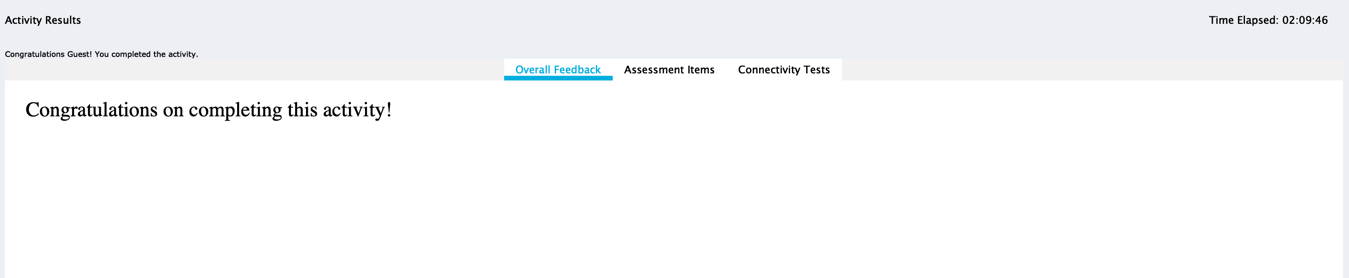 Activity Results
Time Elapsed: 02:09:46
Congratulations Guest! You completed the activity.
Overall Feedback
Assessment Items
Connectivity Tests
Congratulations on completing this activity!